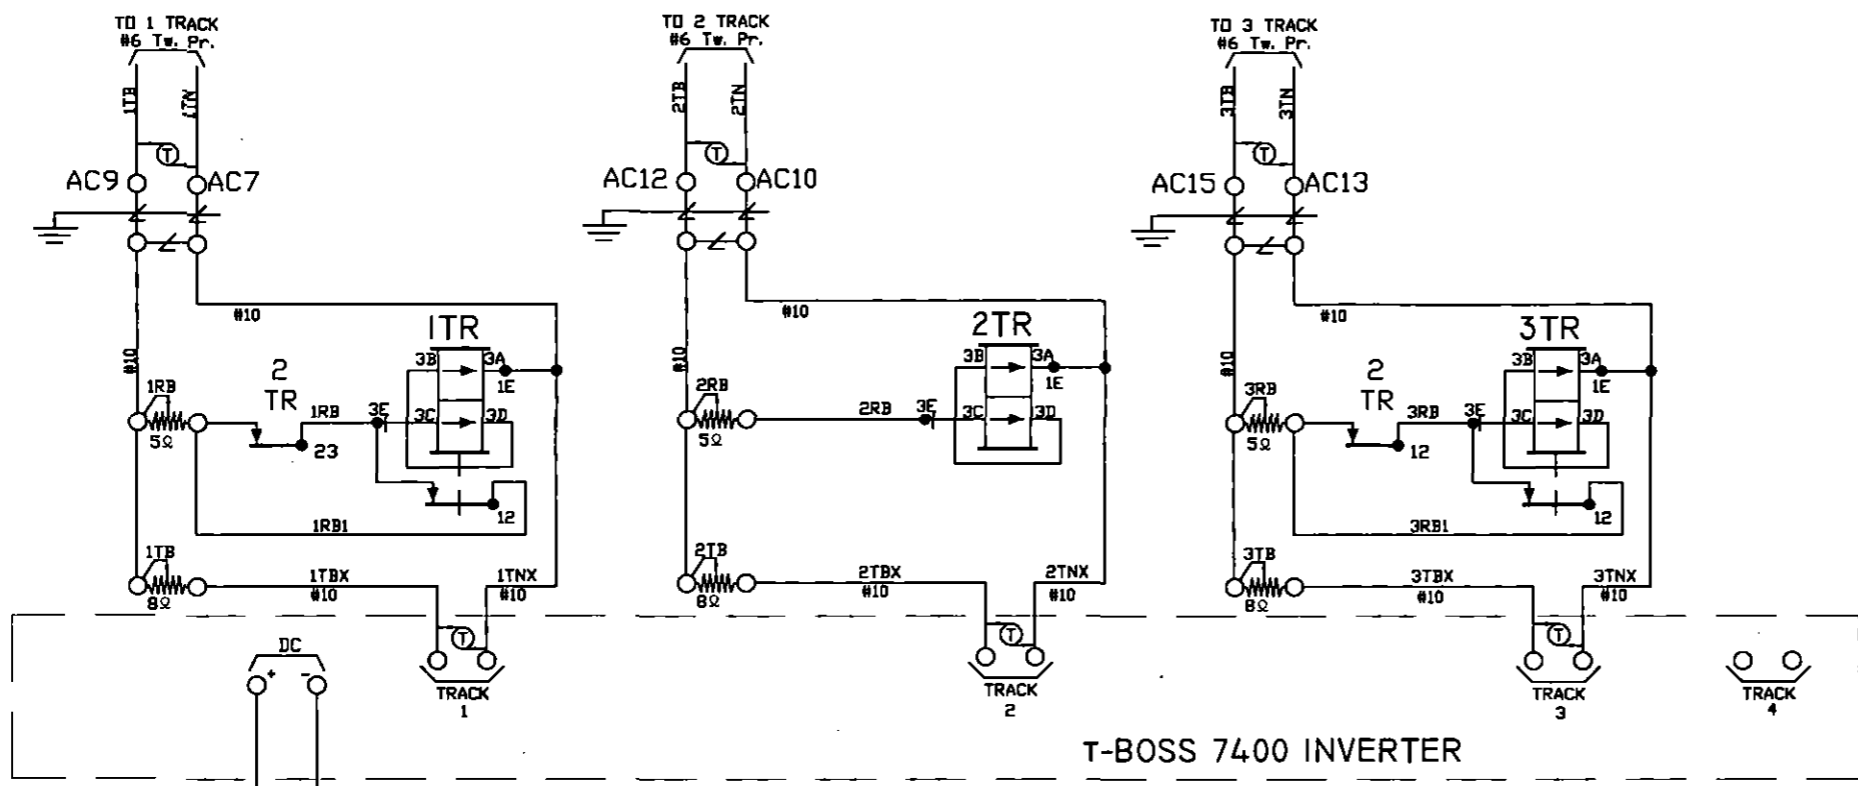 TO 1 TRACK
#6 Tw. Pr.
1TB
1TN
T
AC9
AC7
#10
#10
1TR
3B
3A
1E
2
TR
1RB
5Ω
1RB
3E
3C
3D
23
12
1RB1
1TB
8Ω
1TBX
#10
1TNX
#10
T
TRACK
1
TO 2 TRACK
#6 Tw. Pr.
2TB
2TN
T
AC12
AC10
#10
#10
2TR
3B
3A
1E
2RB
5Ω
2RB
3E
3C
3D
2TB
8Ω
2TBX
#10
2TNX
#10
T
TRACK
2
TO 3 TRACK
#6 Tw. Pr.
3TB
3TN
T
AC15
AC13
#10
#10
3TR
3B
3A
1E
2
TR
3RB
5Ω
3RB
3E
3C
3D
12
12
3RB1
3TB
8Ω
3TBX
#10
3TNX
#10
T
TRACK
3
TRACK
4
DC
+ -
T-BOSS 7400 INVERTER